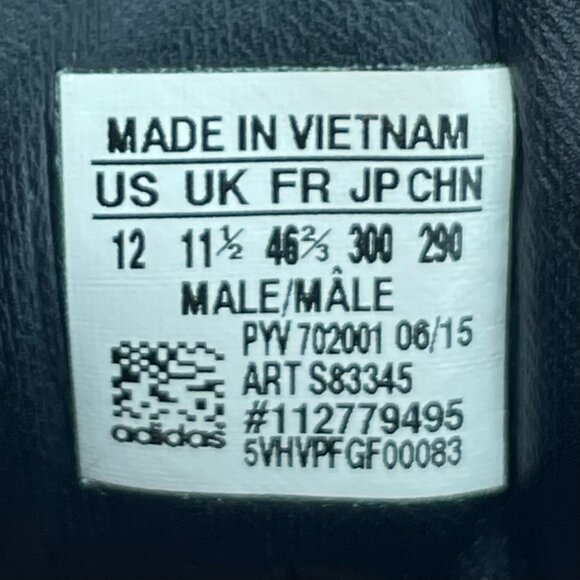 MADE IN VIETNAM
US UK FR JP CHN
12 11½ 46⅔ 300 290
MALE/MÂLE
PYV 702001 06/15
ART S83345
#112779495
adidas
5VHVPFGF00083